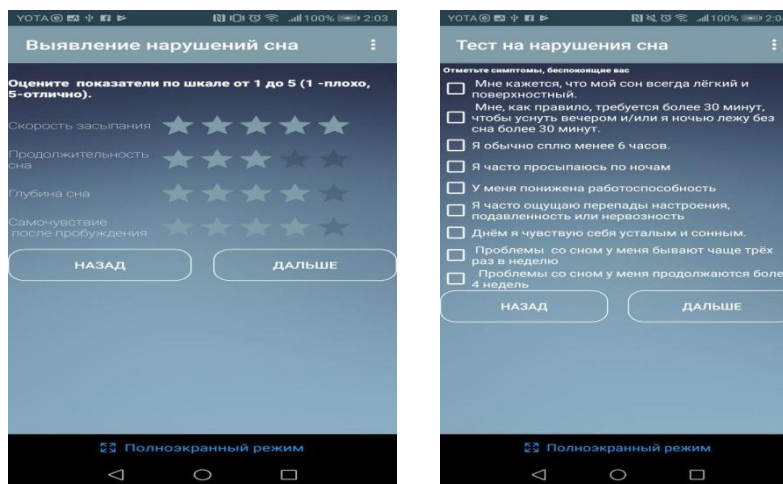 YOTA 100% 2:03
Выявление нарушений сна
Оцените показатели по шкале от 1 до 5 (1 -плохо,
5-отлично).
Скорость засыпания
Продолжительность
сна
Глубина сна
Самочувствие
после пробуждения
НАЗАД ДАЛЬШЕ
Полноэкранный режим
YOTA 100% 2:04
Тест на нарушения сна
Отметьте симптомы, беспокоящие вас
Мне кажется, что мой сон всегда лёгкий и
поверхностный.
Мне, как правило, требуется более 30 минут,
чтобы уснуть вечером и/или я ночью лежу без
сна более 30 минут.
Я обычно сплю менее 6 часов.
Я часто просыпаюсь по ночам
У меня понижена работоспособность
Я часто ощущаю перепады настроения,
подавленность или нервозность
Днём я чувствую себя усталым и сонным.
Проблемы со сном у меня бывают чаще трёх
раз в неделю
Проблемы со сном у меня продолжаются боле
4 недель
НАЗАД ДАЛЬШЕ
Полноэкранный режим